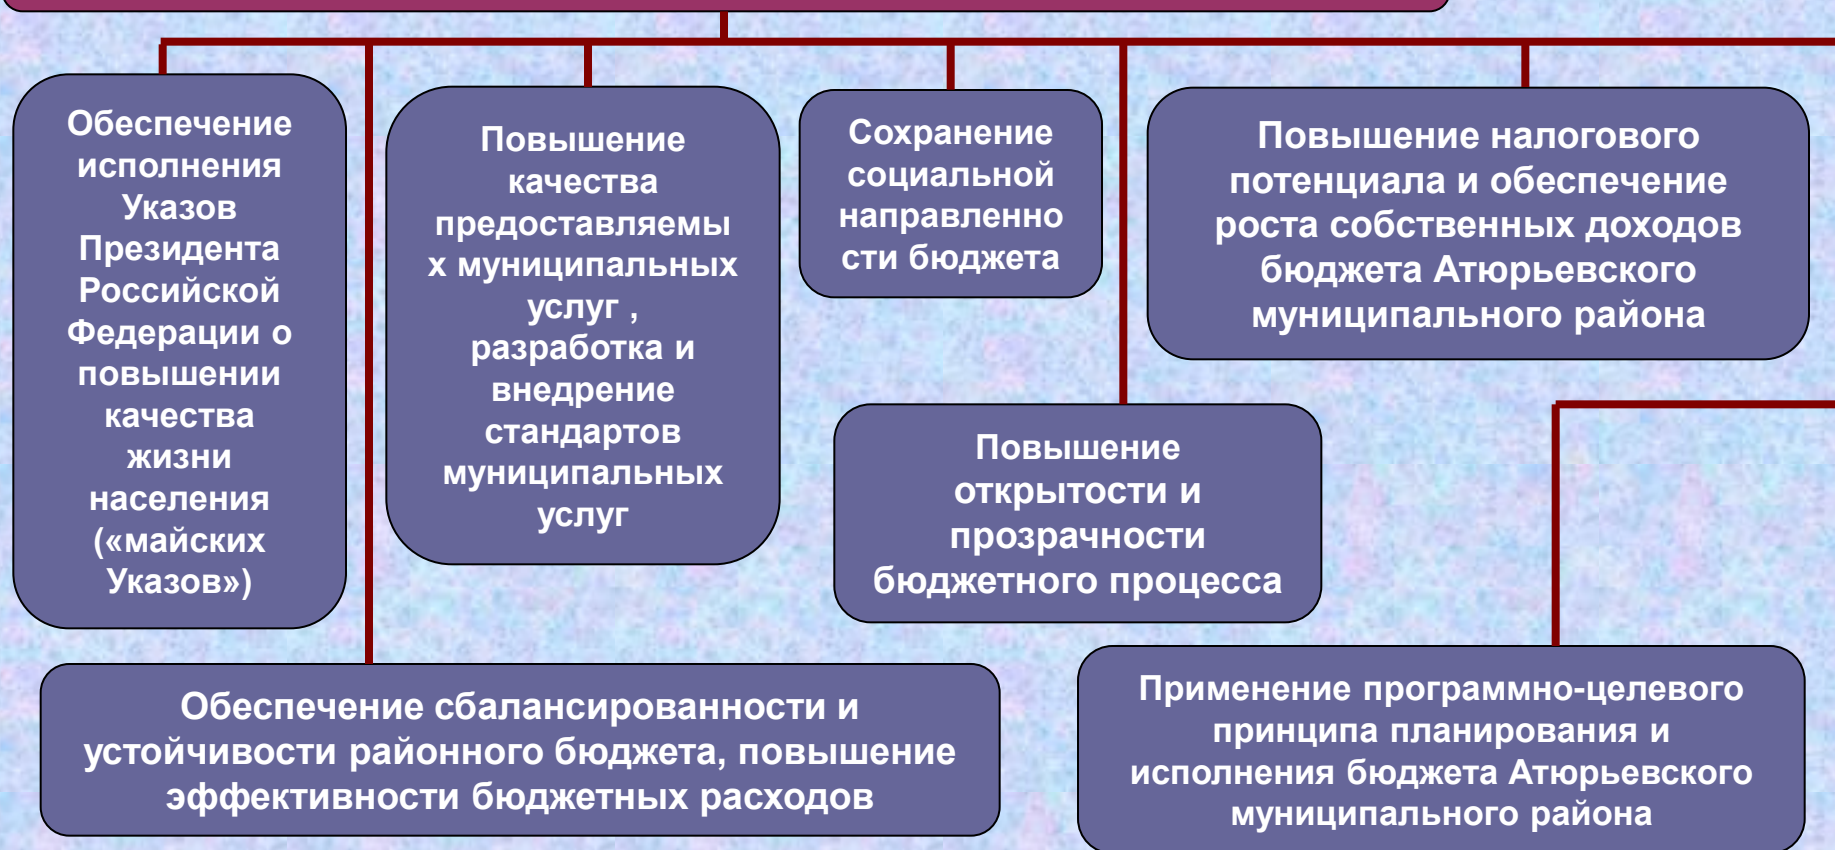 Обеспечение
исполнения
Указов
Президента
Российской
Федерации о
повышении
качества
жизни
населения
(«майских
Указов»)
Повышение
качества
предоставляемы
х муниципальных
услуг ,
разработка и
внедрение
стандартов
муниципальных
услуг
Сохранение
социальной
направленно
сти бюджета
Повышение налогового
потенциала и обеспечение
роста собственных доходов
бюджета Атюрьевского
муниципального района
Повышение
открытости и
прозрачности
бюджетного процесса
Обеспечение сбалансированности и
устойчивости районного бюджета, повышение
эффективности бюджетных расходов
Применение программно-целевого
принципа планирования и
исполнения бюджета Атюрьевского
муниципального района